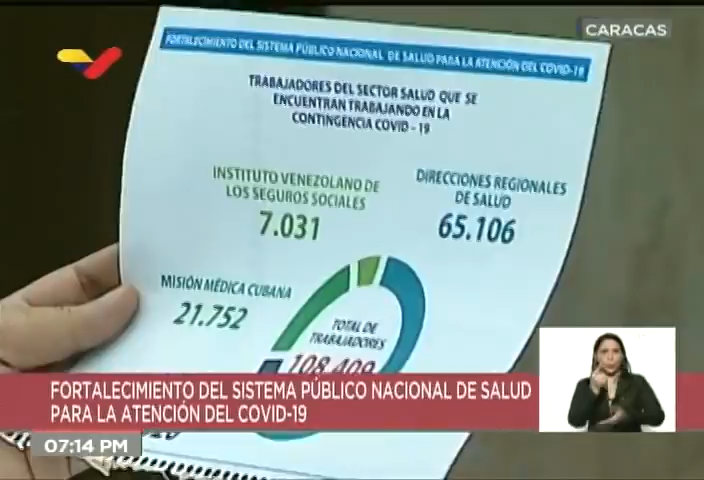 CARACAS
FORTALECIMIENTO DEL SISTEMA PÚBLICO NACIONAL DE SALUD PARA LA ATENCIÓN DEL COVID-19
TRABAJADORES DEL SECTOR SALUD QUE SE
ENCUENTRAN TRABAJANDO EN LA
CONTINGENCIA COVID - 19
INSTITUTO VENEZOLANO DE
LOS SEGUROS SOCIALES
7.031
DIRECCIONES REGIONALES
DE SALUD
65.106
MISIÓN MÉDICA CUBANA
21.752
TOTAL DE
TRABAJADORES
108.409
FORTALECIMIENTO DEL SISTEMA PÚBLICO NACIONAL DE SALUD
PARA LA ATENCIÓN DEL COVID-19
07:14 PM